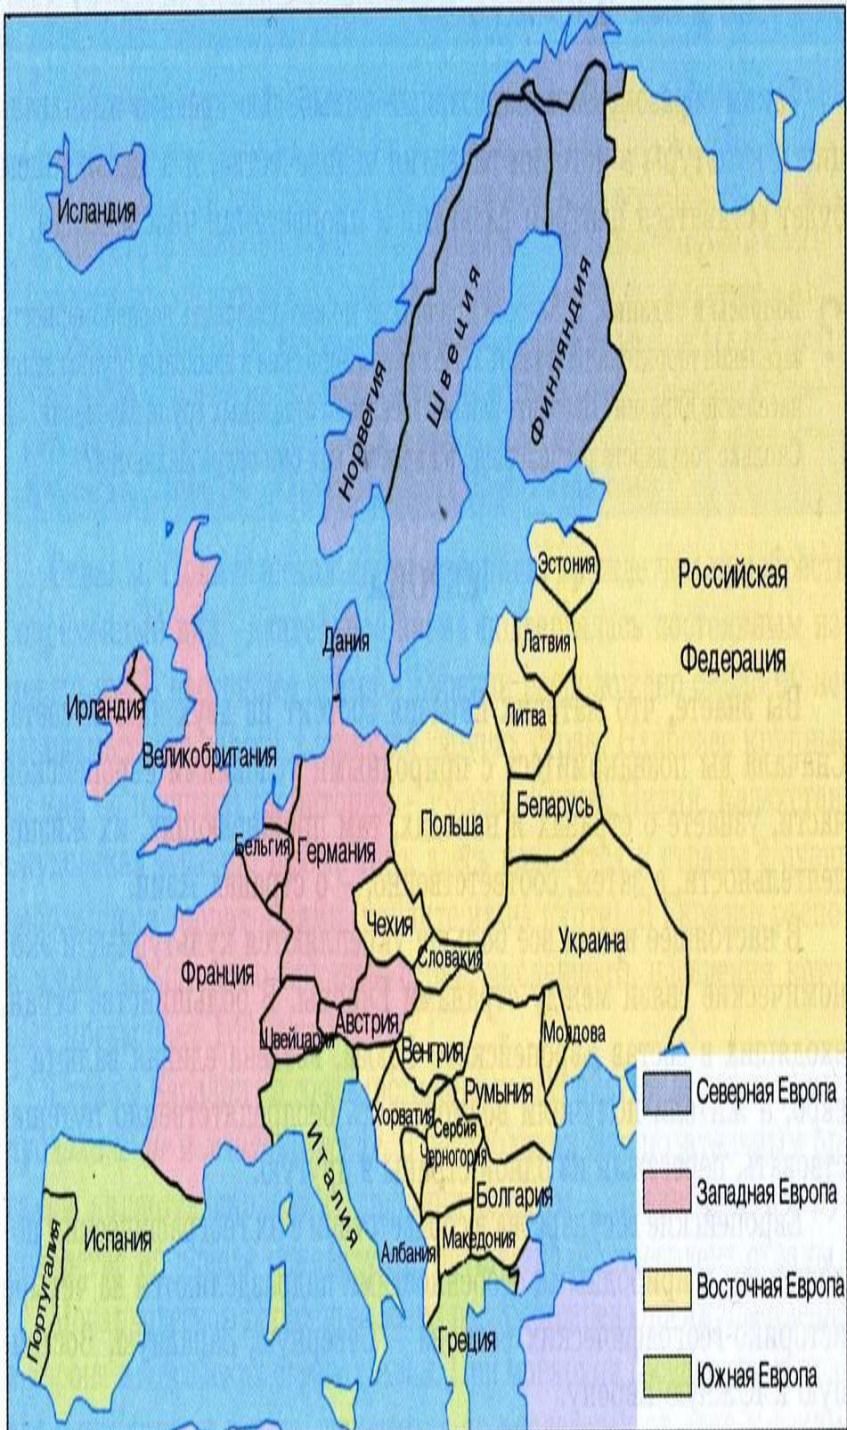 Исландия
Норвегия
Швеция
Финляндия
Эстония
Российская
Федерация
Латвия
Дания
Литва
Ирландия
Великобритания
Беларусь
Польша
Бельгия
Германия
Чехия
Украина
Словакия
Франция
Австрия
Швейцария
Молдова
Венгрия
Румыния
Хорватия
Сербия
Черногория
Италия
Болгария
Испания
Португалия
Албания
Македония
Греция
Северная Европа
Западная Европа
Восточная Европа
Южная Европа